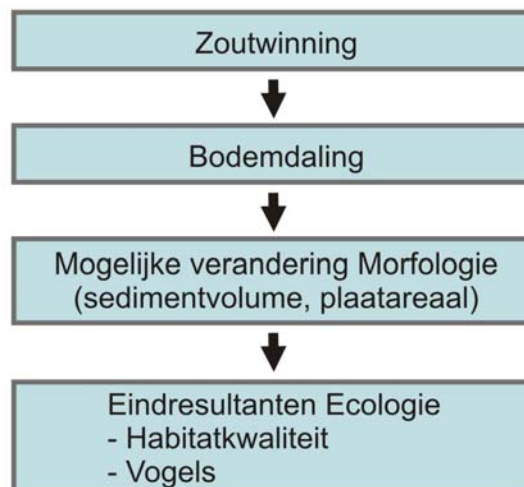 Zoutwinning
Bodemdaling
Mogelijke verandering Morfologie
(sedimentvolume, plaatareaal)
Eindresultanten Ecologie
- Habitatkwaliteit
- Vogels